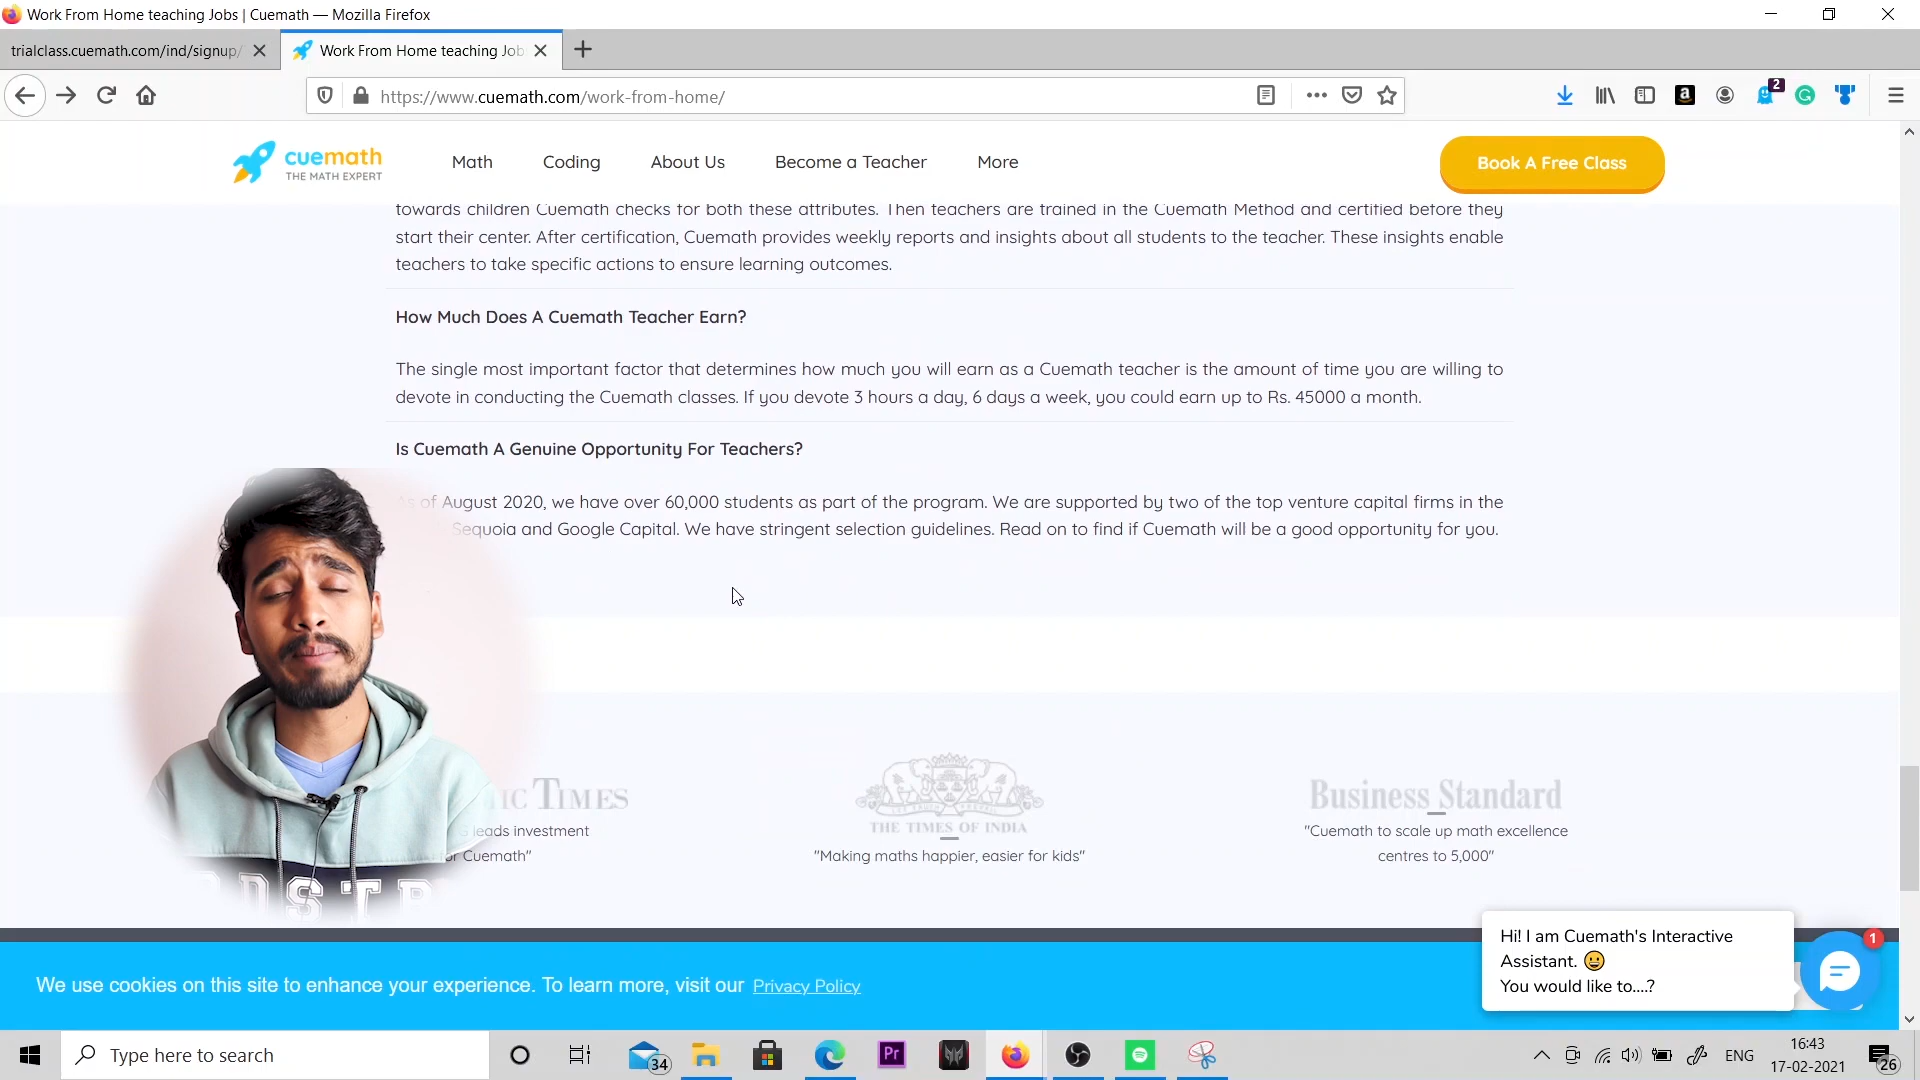 Work From Home teaching Jobs | Cuemath — Mozilla Firefox
trialclass.cuemath.com/ind/signup/
Work From Home teaching Job
https://www.cuemath.com/work-from-home/
2
cuemath
THE MATH EXPERT
Math
Coding
About Us
Become a Teacher
More
Book A Free Class
towards children Cuemath checks for both these attributes. Then teachers are trained in the Cuemath Method and certified before they
start their center. After certification, Cuemath provides weekly reports and insights about all students to the teacher. These insights enable
teachers to take specific actions to ensure learning outcomes.
How Much Does A Cuemath Teacher Earn?
The single most important factor that determines how much you will earn as a Cuemath teacher is the amount of time you are willing to
devote in conducting the Cuemath classes. If you devote 3 hours a day, 6 days a week, you could earn up to Rs. 45000 a month.
Is Cuemath A Genuine Opportunity For Teachers?
As of August 2020, we have over 60,000 students as part of the program. We are supported by two of the top venture capital firms in the
Sequoia and Google Capital. We have stringent selection guidelines. Read on to find if Cuemath will be a good opportunity for you.
IC TIMES
leads investment
or Cuemath"
THE TIMES OF INDIA
"Making maths happier, easier for kids"
Business Standard
"Cuemath to scale up math excellence
centres to 5,000"
Hi! I am Cuemath's Interactive
Assistant. 😀
You would like to....?
1
We use cookies on this site to enhance your experience. To learn more, visit our Privacy Policy
Type here to search
34
Pr
ENG
16:43
17-02-2021
26